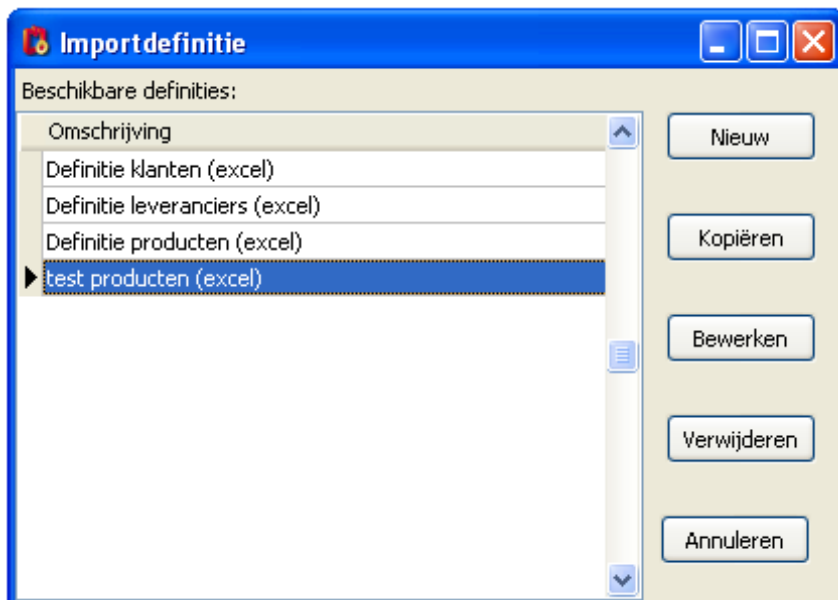 Importdefinitie
Beschikbare definities:
Omschrijving
Definitie klanten (excel)
Definitie leveranciers (excel)
Definitie producten (excel)
test producten (excel)
Nieuw
Kopiëren
Bewerken
Verwijderen
Annuleren